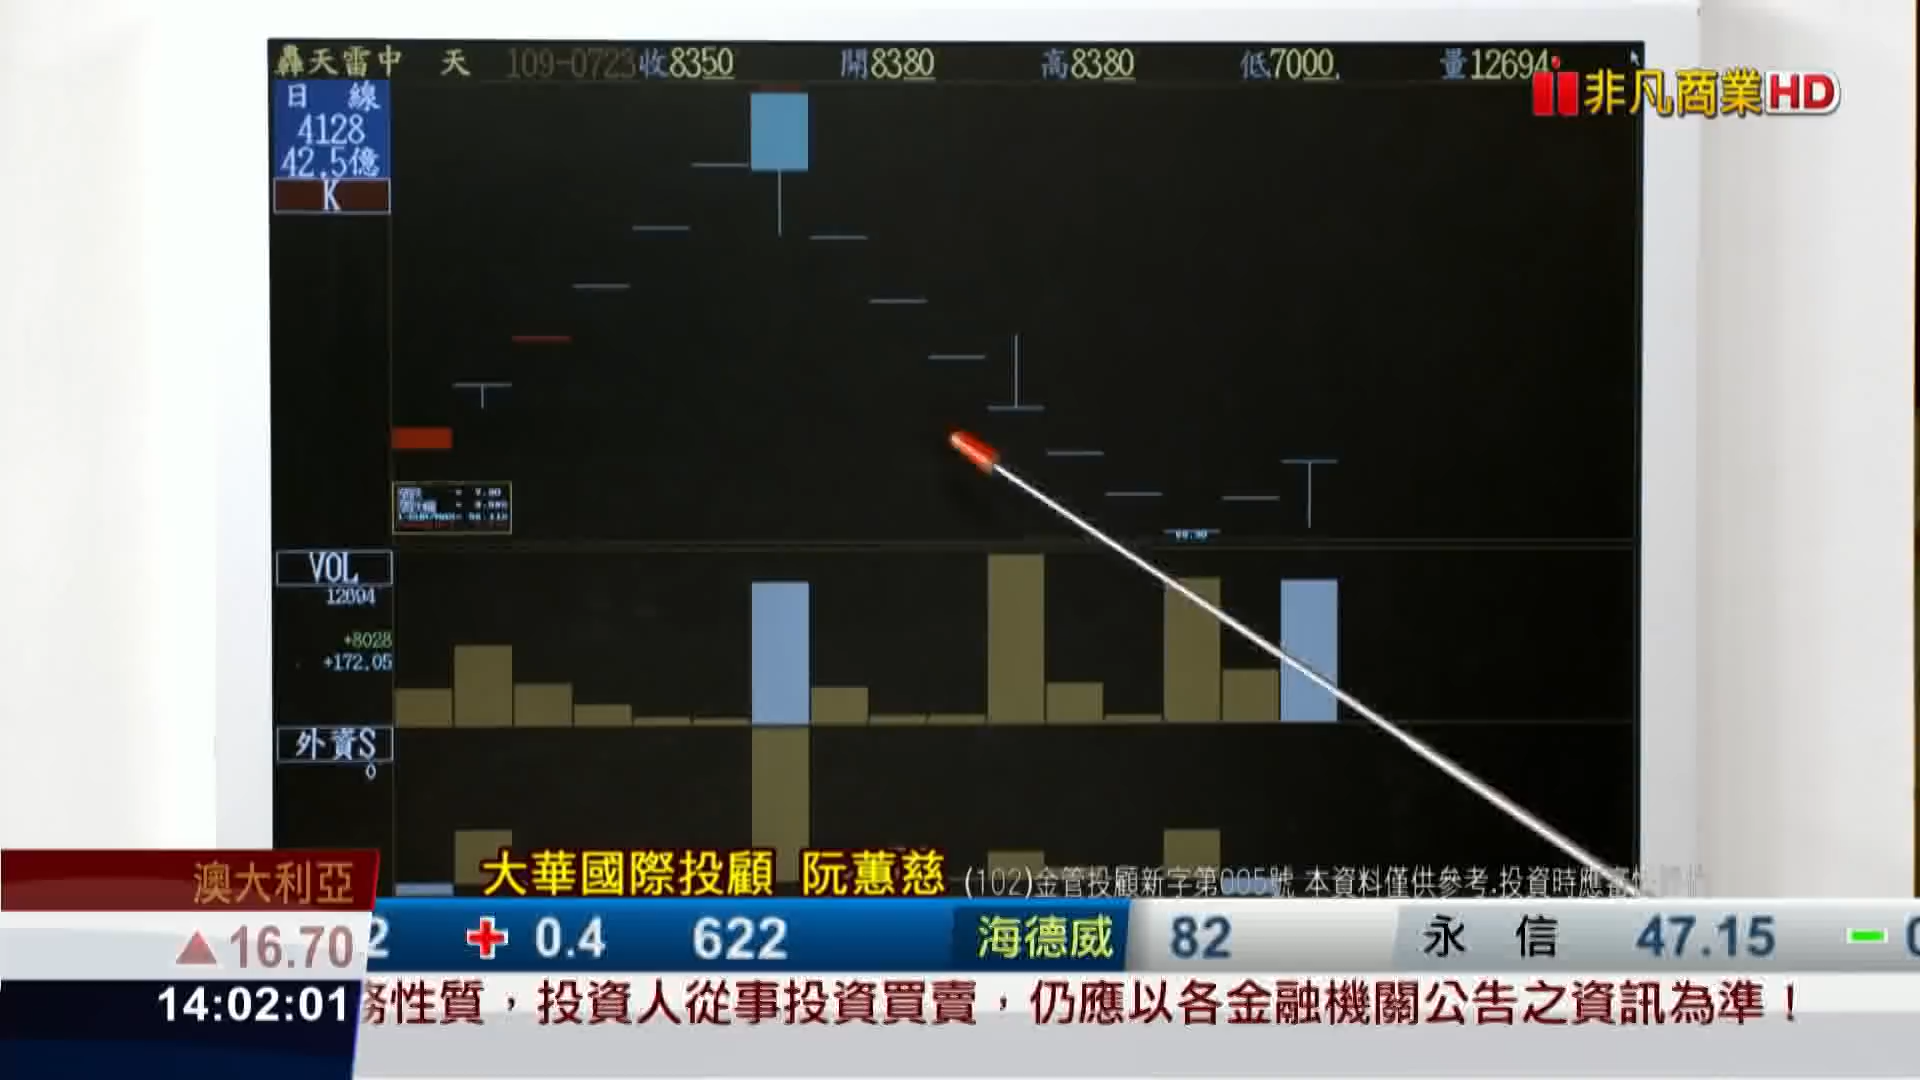 轟天雷中 天 109-0723收8350 開8380 高8380 低7000. 量12694
非凡商業HD
日 線
4128
42.5億
K
VOL
12694
+8028
+172.05
外資S
0
大華國際投顧 阮蕙慈 (102)金管投顧新字第005號 本資料僅供參考.投資時應審
澳大利亞
▲16.70
2 + 0.4 622 海德威 82 永 信 47.15 -
14:02:01
性質，投資人從事投資買賣，仍應以各金融機關公告之資訊為準！